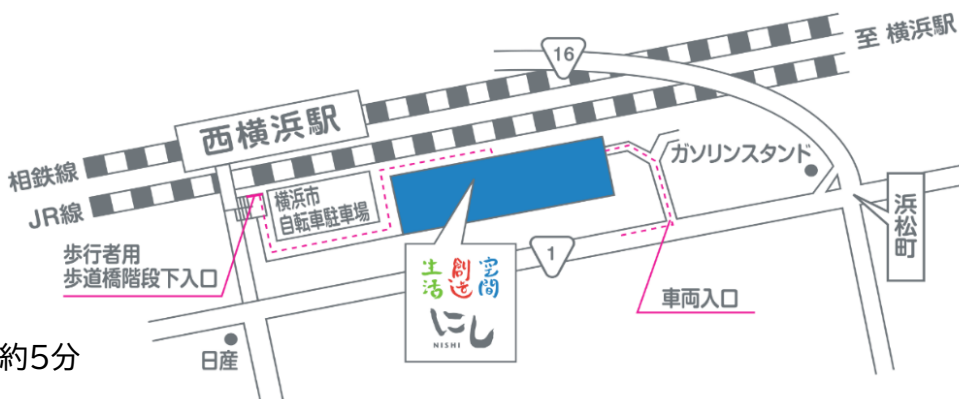 16
至 横浜駅
西横浜駅
相鉄線
JR線
ガソリンスタンド
横浜市
自転車駐車場
浜松町
歩行者用
歩道橋階段下入口
1
生活
創造
空間
にし
NISHI
車両入口
日産
約5分